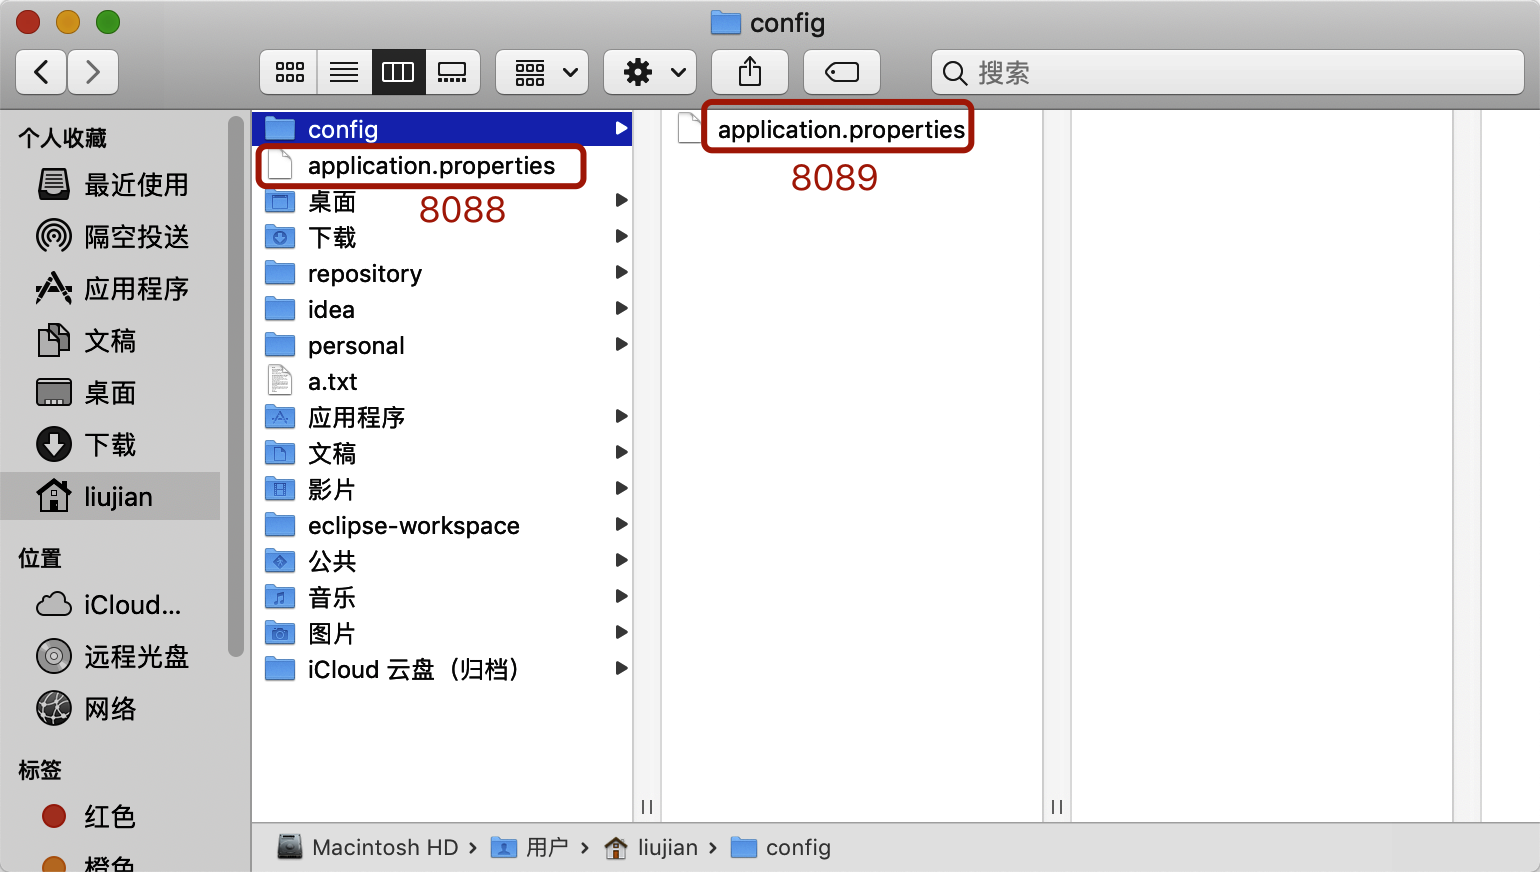 config
搜索
个人收藏
最近使用
隔空投送
应用程序
文稿
桌面
下载
liujian
位置
iCloud...
远程光盘
网络
标签
红色
橙色
config
application.properties
8088
桌面
下载
repository
idea
personal
a.txt
应用程序
文稿
影片
eclipse-workspace
公共
音乐
图片
iCloud 云盘（归档）
application.properties
8089
Macintosh HD › 用户 › liujian › config